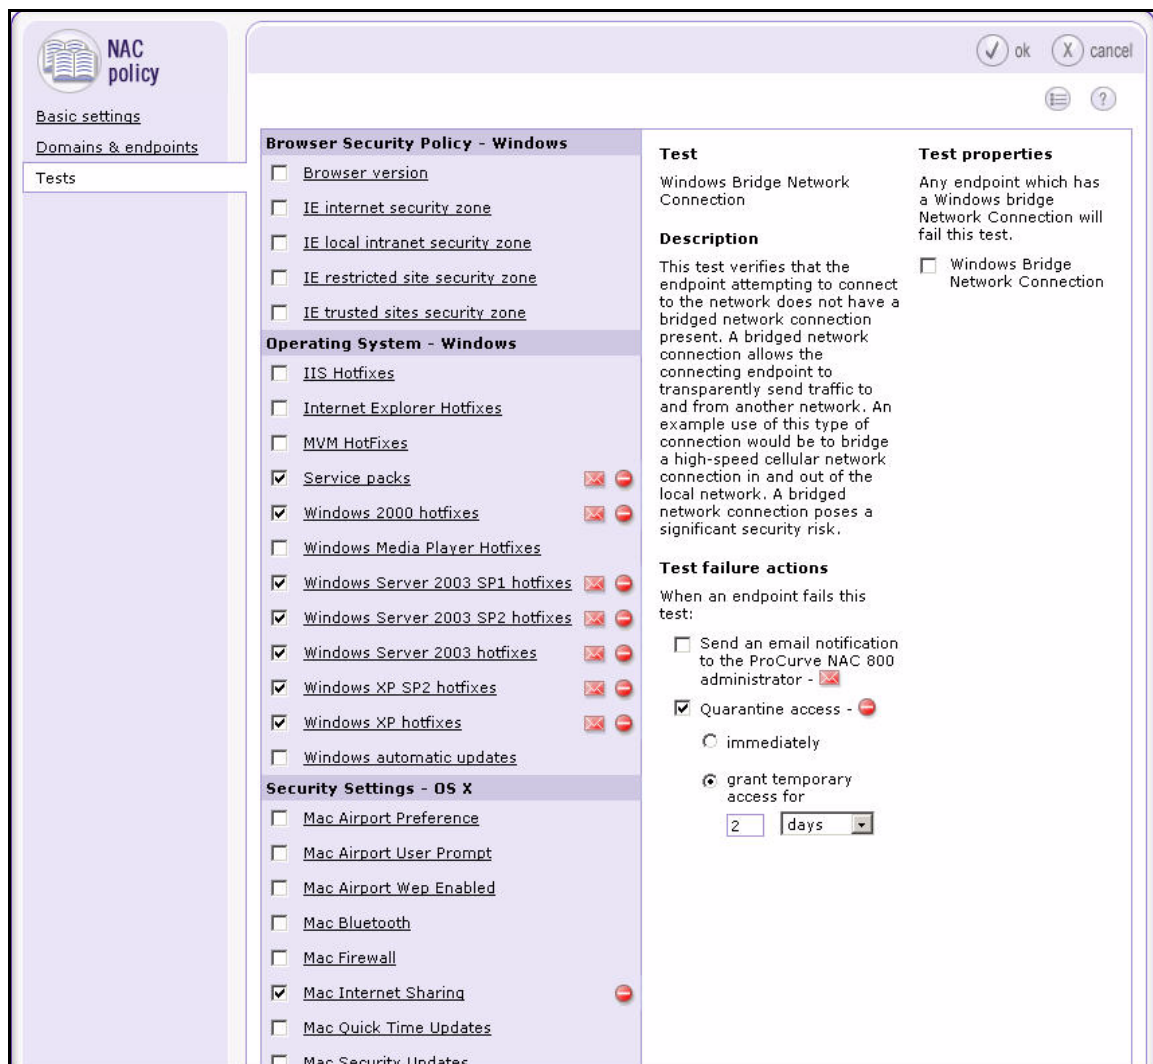 NAC
policy
Basic settings
Domains & endpoints
Tests
ok
cancel
Browser Security Policy - Windows
Browser version
IE internet security zone
IE local intranet security zone
IE restricted site security zone
IE trusted sites security zone
Operating System - Windows
IIS Hotfixes
Internet Explorer Hotfixes
MVM HotFixes
Service packs
Windows 2000 hotfixes
Windows Media Player Hotfixes
Windows Server 2003 SP1 hotfixes
Windows Server 2003 SP2 hotfixes
Windows Server 2003 hotfixes
Windows XP SP2 hotfixes
Windows XP hotfixes
Windows automatic updates
Security Settings - OS X
Mac Airport Preference
Mac Airport User Prompt
Mac Airport Wep Enabled
Mac Bluetooth
Mac Firewall
Mac Internet Sharing
Mac Quick Time Updates
Mac Security Updates
Test
Windows Bridge Network
Connection
Description
This test verifies that the
endpoint attempting to connect
to the network does not have a
bridged network connection
present. A bridged network
connection allows the
connecting endpoint to
transparently send traffic to
and from another network. An
example use of this type of
connection would be to bridge
a high-speed cellular network
connection in and out of the
local network. A bridged
network connection poses a
significant security risk.
Test failure actions
When an endpoint fails this
test:
Send an email notification
to the ProCurve NAC 800
administrator -
Quarantine access -
immediately
grant temporary
access for
2 days
Test properties
Any endpoint which has
a Windows bridge
Network Connection will
fail this test.
Windows Bridge
Network Connection